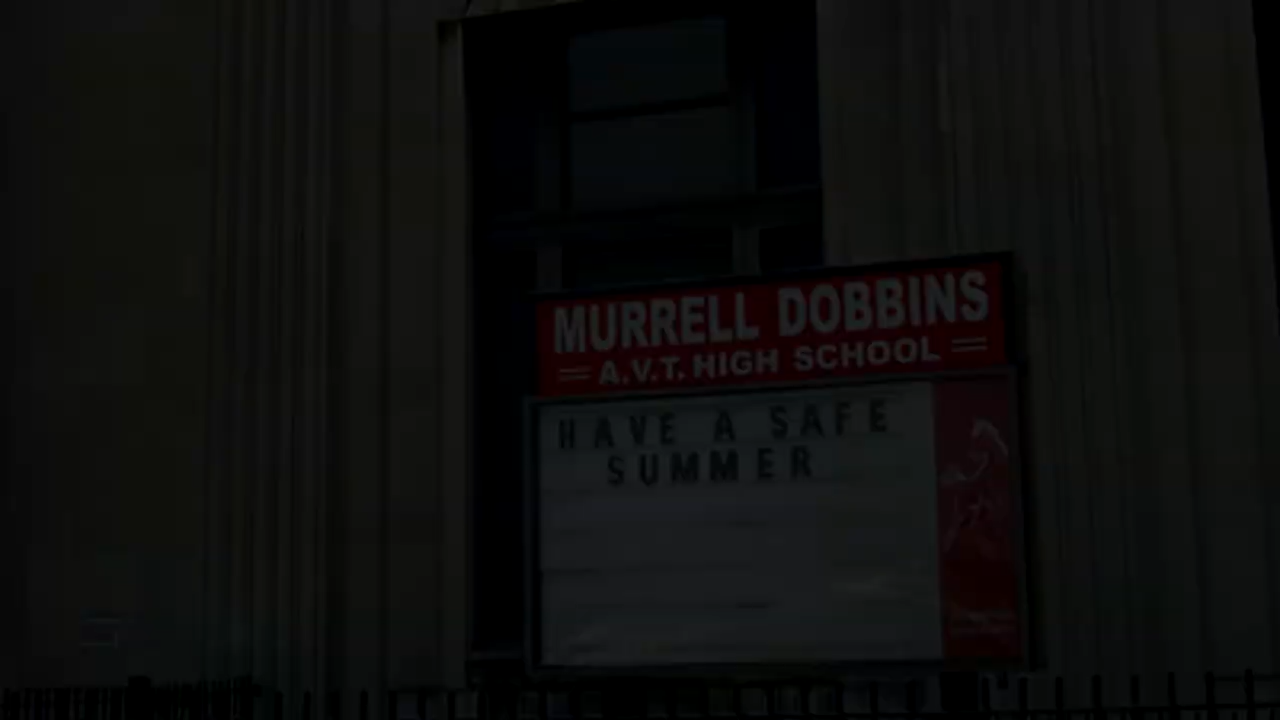 MURRELL DOBBINS
A.V.T. HIGH SCHOOL
HAVE A SAFE
SUMMER